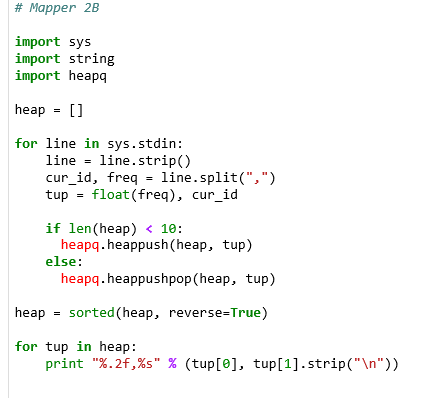 # Mapper 2B

import sys
import string
import heapq

heap = []

for line in sys.stdin:
    line = line.strip()
    cur_id, freq = line.split(",")
    tup = float(freq), cur_id

    if len(heap) < 10:
      heapq.heappush(heap, tup)
    else:
      heapq.heappushpop(heap, tup)

heap = sorted(heap, reverse=True)

for tup in heap:
    print "%.2f,%s" % (tup[0], tup[1].strip("\n"))